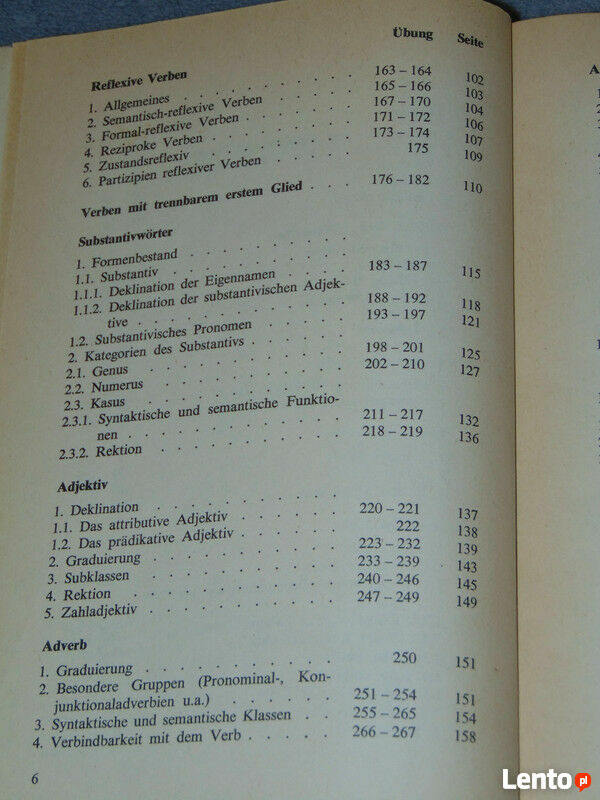 Übung Seite
Reflexive Verben
1. Allgemeines . . . . . . . . . 163 – 164 102
2. Semantisch-reflexive Verben . . . . 165 – 166 103
3. Formal-reflexive Verben . . . . . 167 – 170 104
4. Reziproke Verben . . . . . . . 171 – 172 106
5. Zustandsreflexiv . . . . . . . 173 – 174 107
6. Partizipien reflexiver Verben . . . . 175 109
Verben mit trennbarem erstem Glied . . . 176 – 182 110
Substantivwörter
1. Formenbestand . . . . . . . .
1.1. Substantiv . . . . . . . . .
1.1.1. Deklination der Eigennamen . . . 183 – 187 115
1.1.2. Deklination der substantivischen Adjek-
tive . . . . . . . . . . . 188 – 192 118
1.2. Substantivisches Pronomen . . . . 193 – 197 121
2. Kategorien des Substantivs . . . . .
2.1. Genus . . . . . . . . . . 198 – 201 125
2.2. Numerus . . . . . . . . . 202 – 210 127
2.3. Kasus . . . . . . . . . .
2.3.1. Syntaktische und semantische Funktio-
nen . . . . . . . . . . . 211 – 217 132
2.3.2. Rektion . . . . . . . . . 218 – 219 136
Adjektiv
1. Deklination . . . . . . . . .
1.1. Das attributive Adjektiv . . . . . 220 – 221 137
1.2. Das prädikative Adjektiv . . . . . 222 138
2. Graduierung . . . . . . . . . 223 – 232 139
3. Subklassen . . . . . . . . . 233 – 239 143
4. Rektion . . . . . . . . . . 240 – 246 145
5. Zahladjektiv . . . . . . . . . 247 – 249 149
Adverb
1. Graduierung . . . . . . . . . 250 151
2. Besondere Gruppen (Pronominal-, Kon-
junktionaladverbien u.a.) . . . . . . 251 – 254 151
3. Syntaktische und semantische Klassen . . 255 – 265 154
4. Verbindbarkeit mit dem Verb . . . . . 266 – 267 158
6
A
Lento pl